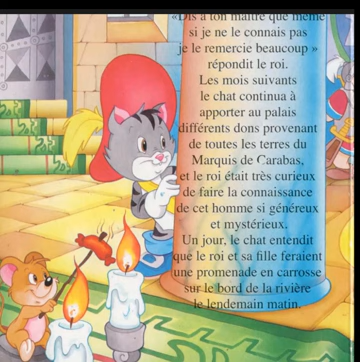 «Dis à ton maître que même
si je ne le connais pas
je le remercie beaucoup »
répondit le roi.
Les mois suivants
le chat continua à
apporter au palais
différents dons provenant
de toutes les terres du
Marquis de Carabas,
et le roi était très curieux
de faire la connaissance
de cet homme si généreux
et mystérieux.
Un jour, le chat entendit
que le roi et sa fille feraient
une promenade en carrosse
sur le bord de la rivière
le lendemain matin.